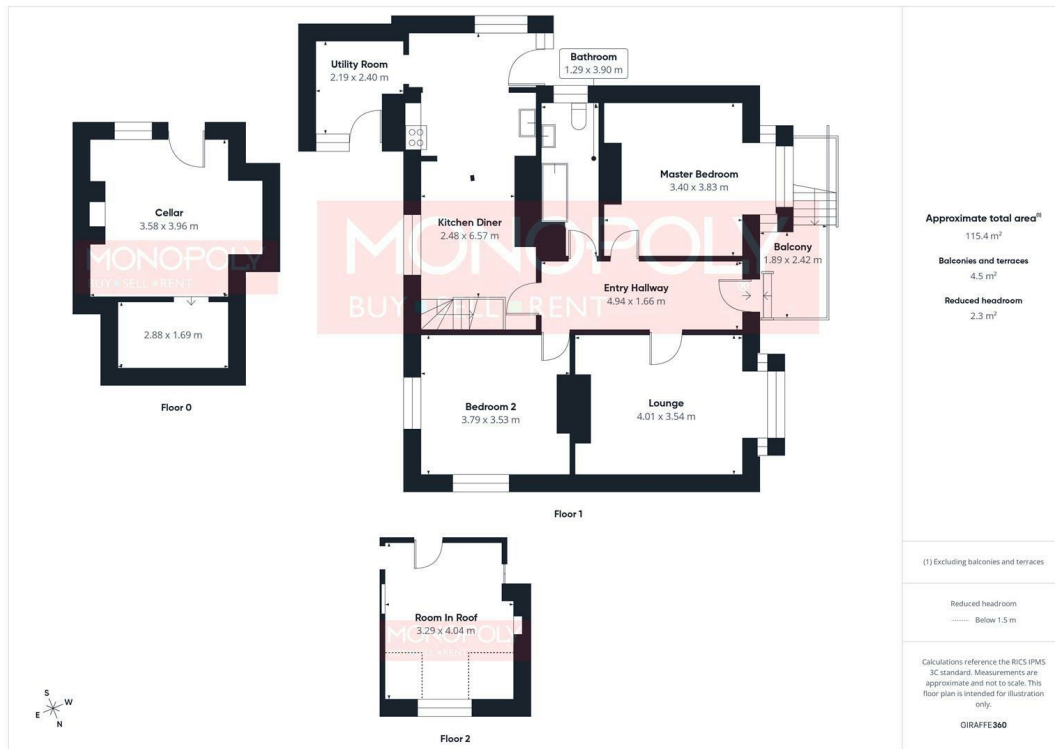 Utility Room
2.19 x 2.40 m
Bathroom
1.29 x 3.90 m
Master Bedroom
3.40 x 3.83 m
Cellar
3.58 x 3.96 m
Kitchen Diner
2.48 x 6.57 m
Balcony
1.89 x 2.42 m
MONOPOLY
BUY SELL RENT
MONOPOLY
BUY SELL RENT
Entry Hallway
4.94 x 1.66 m
2.88 x 1.69 m
Floor 0
Bedroom 2
3.79 x 3.53 m
Lounge
4.01 x 3.54 m
Floor 1
Room In Roof
3.29 x 4.04 m
MONOPOLY
SELL RENT
Floor 2
S
W
E
N
Approximate total area(1)
115.4 m²
Balconies and terraces
4.5 m²
Reduced headroom
2.3 m²
(1) Excluding balconies and terraces
Reduced headroom
Below 1.5 m
Calculations reference the RICS IPMS
3C standard. Measurements are
approximate and not to scale. This
floor plan is intended for illustration
only.
GIRAFFE360